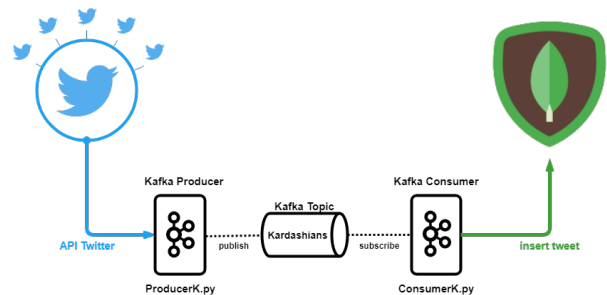 Kafka Producer
Kafka Topic
Kafka Consumer
Kardashians
API Twitter
publish
subscribe
insert tweet
ProducerK.py
ConsumerK.py